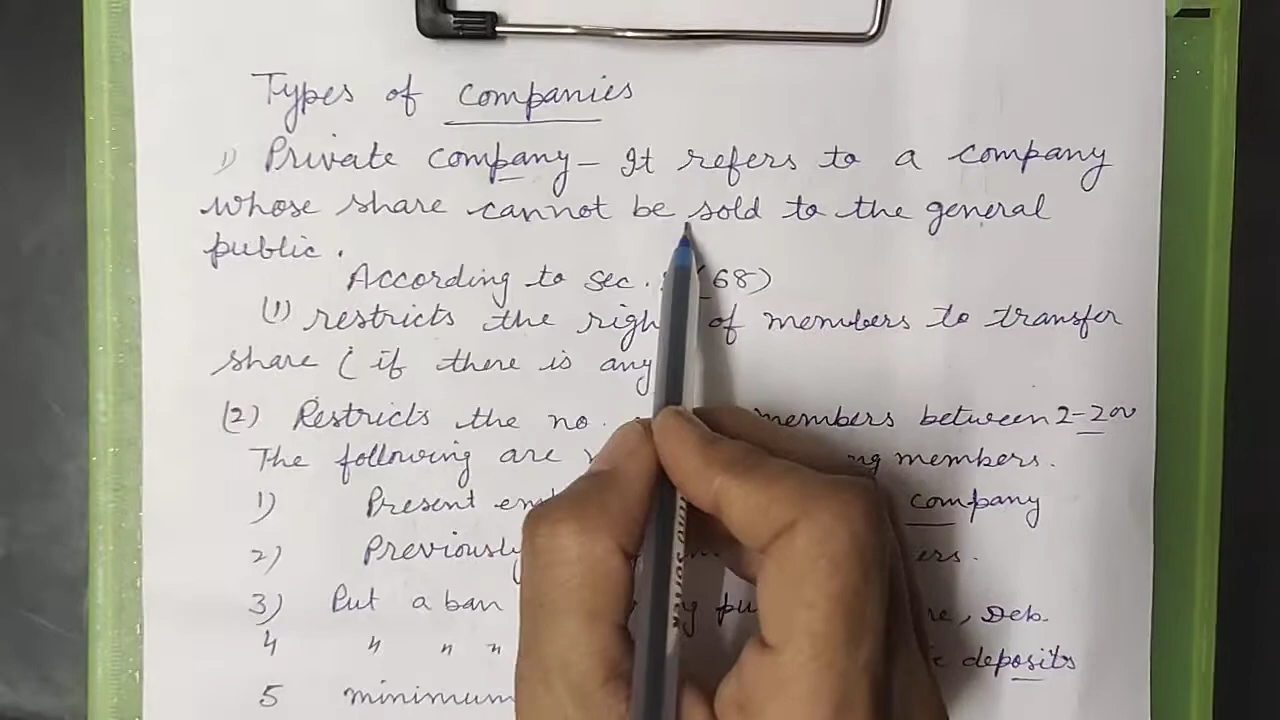 Types of companies
1) Private company - It refers to a company
whose share cannot be sold to the general
public.
According to sec. (68)
(1) restricts the of members to transfer
share ( if there is any
(2) Restricts the no. members between 2-200
The following are members.
1) Present company
2) Previously
3) Put a ban Deb.
4 " " " deposits
5 minimum